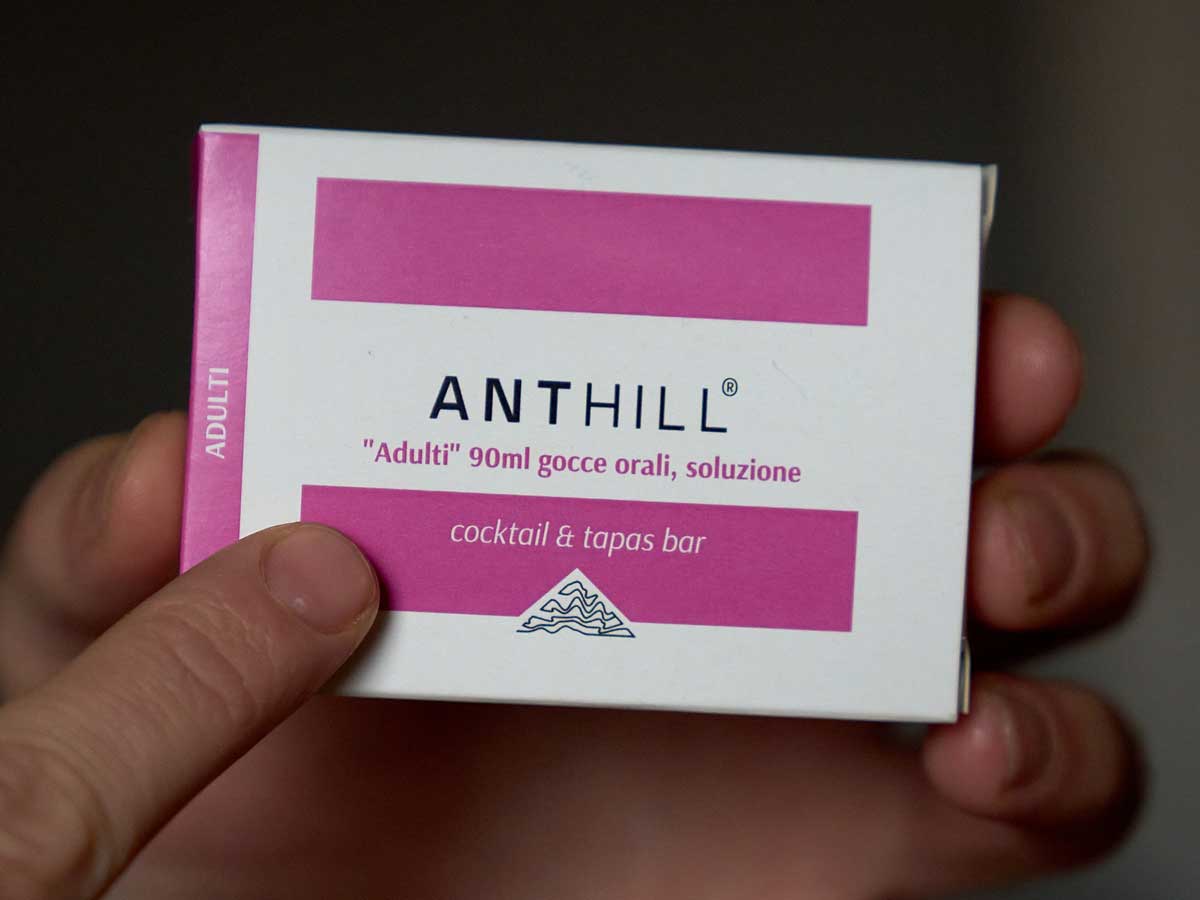 ADULTI
ANTHILL®
"Adulti" 90ml gocce orali, soluzione
cocktail & tapas bar